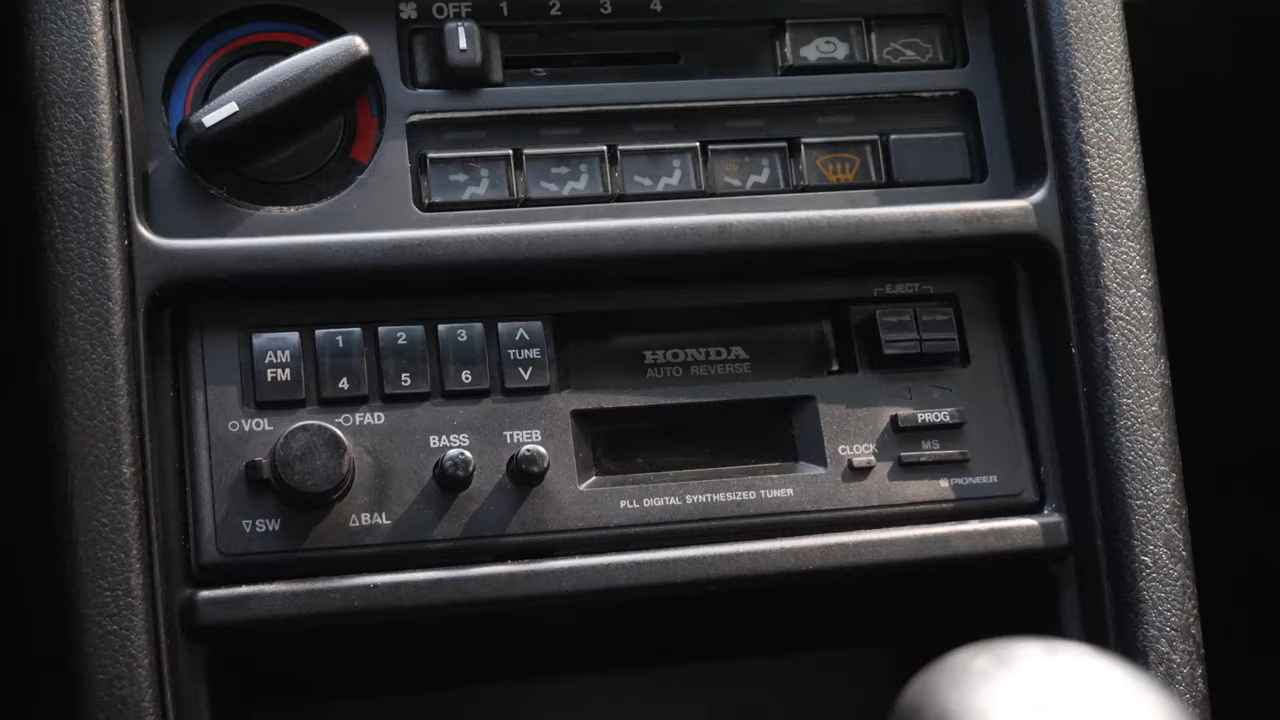 OFF 1 2 3 4
EJECT
AM
FM
1
4
2
5
3
6
TUNE
HONDA
AUTO REVERSE
VOL
FAD
BASS
TREB
CLOCK
PROG
MS
PLL DIGITAL SYNTHESIZED TUNER
PIONEER
SW
BAL